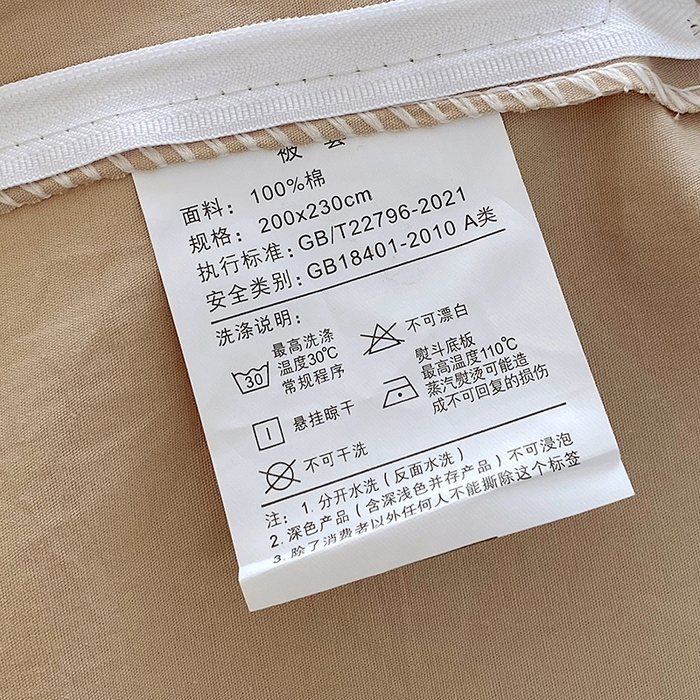 被套
面料：100%棉
规格：200x230cm
执行标准：GB/T22796-2021
安全类别：GB18401-2010 A类
洗涤说明：
30
最高洗涤
温度30℃
常规程序
不可漂白
熨斗底板
最高温度110℃
蒸汽熨烫可能造
成不可回复的损伤
悬挂晾干
不可干洗
注：1. 分开水洗（反面水洗）
2. 深色产品（含深浅色并存产品）不可浸泡
3. 除了消费者以外任何人不能撕除这个标签